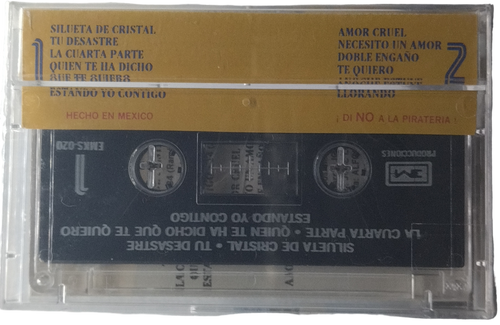 1
SILUETA DE CRISTAL
TU DESASTRE
LA CUARTA PARTE
QUIEN TE HA DICHO
QUE TE QUIERO
ESTANDO YO CONTIGO
2
AMOR CRUEL
NECESITO UN AMOR
DOBLE ENGAÑO
TE QUIERO
LLORANDO
HECHO EN MEXICO
¡ DI NO A LA PIRATERIA !
EMKS-020
1
EM
PRODUCCIONES
SILUETA DE CRISTAL • TU DESASTRE
LA CUARTA PARTE • QUIEN TE HA DICHO QUE TE QUIERO
ESTANDO YO CONTIGO